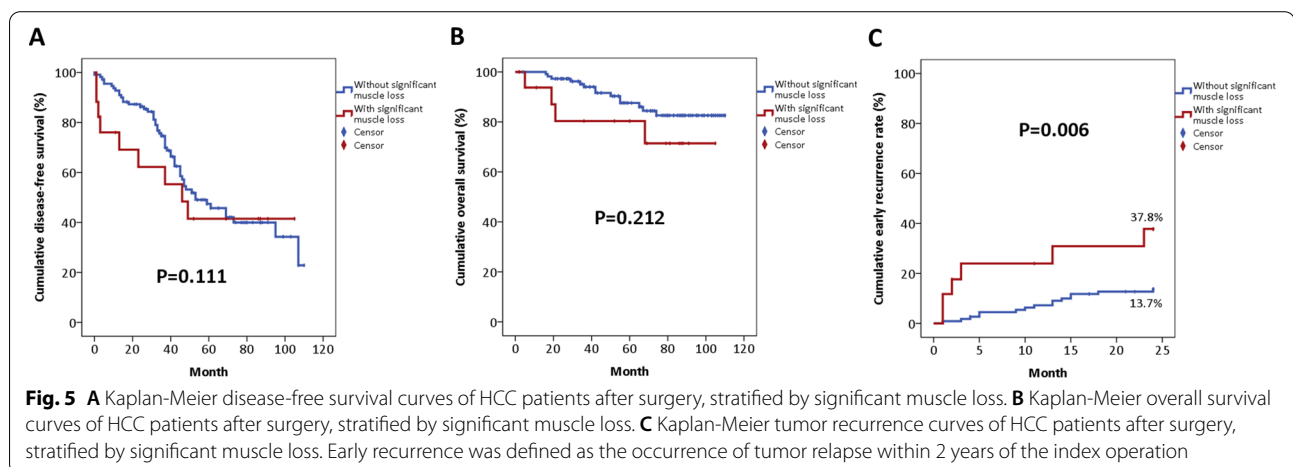 A
Cumulative disease-free survival (%)
100
80
60
40
20
0
0 20 40 60 80 100 120
Month
P=0.111
Without significant
muscle loss
With significant
muscle loss
Censor
Censor
B
Cumulative overall survival (%)
100
80
60
40
20
0
0 20 40 60 80 100 120
Month
P=0.212
Without significant
muscle loss
With significant
muscle loss
Censor
Censor
C
Cumulative early recurrence rate (%)
100
80
60
40
20
0
0 5 10 15 20 25
Month
P=0.006
37.8%
13.7%
Without significant
muscle loss
With significant
muscle loss
Censor
Censor
Fig. 5 A Kaplan-Meier disease-free survival curves of HCC patients after surgery, stratified by significant muscle loss. B Kaplan-Meier overall survival
curves of HCC patients after surgery, stratified by significant muscle loss. C Kaplan-Meier tumor recurrence curves of HCC patients after surgery,
stratified by significant muscle loss. Early recurrence was defined as the occurrence of tumor relapse within 2 years of the index operation